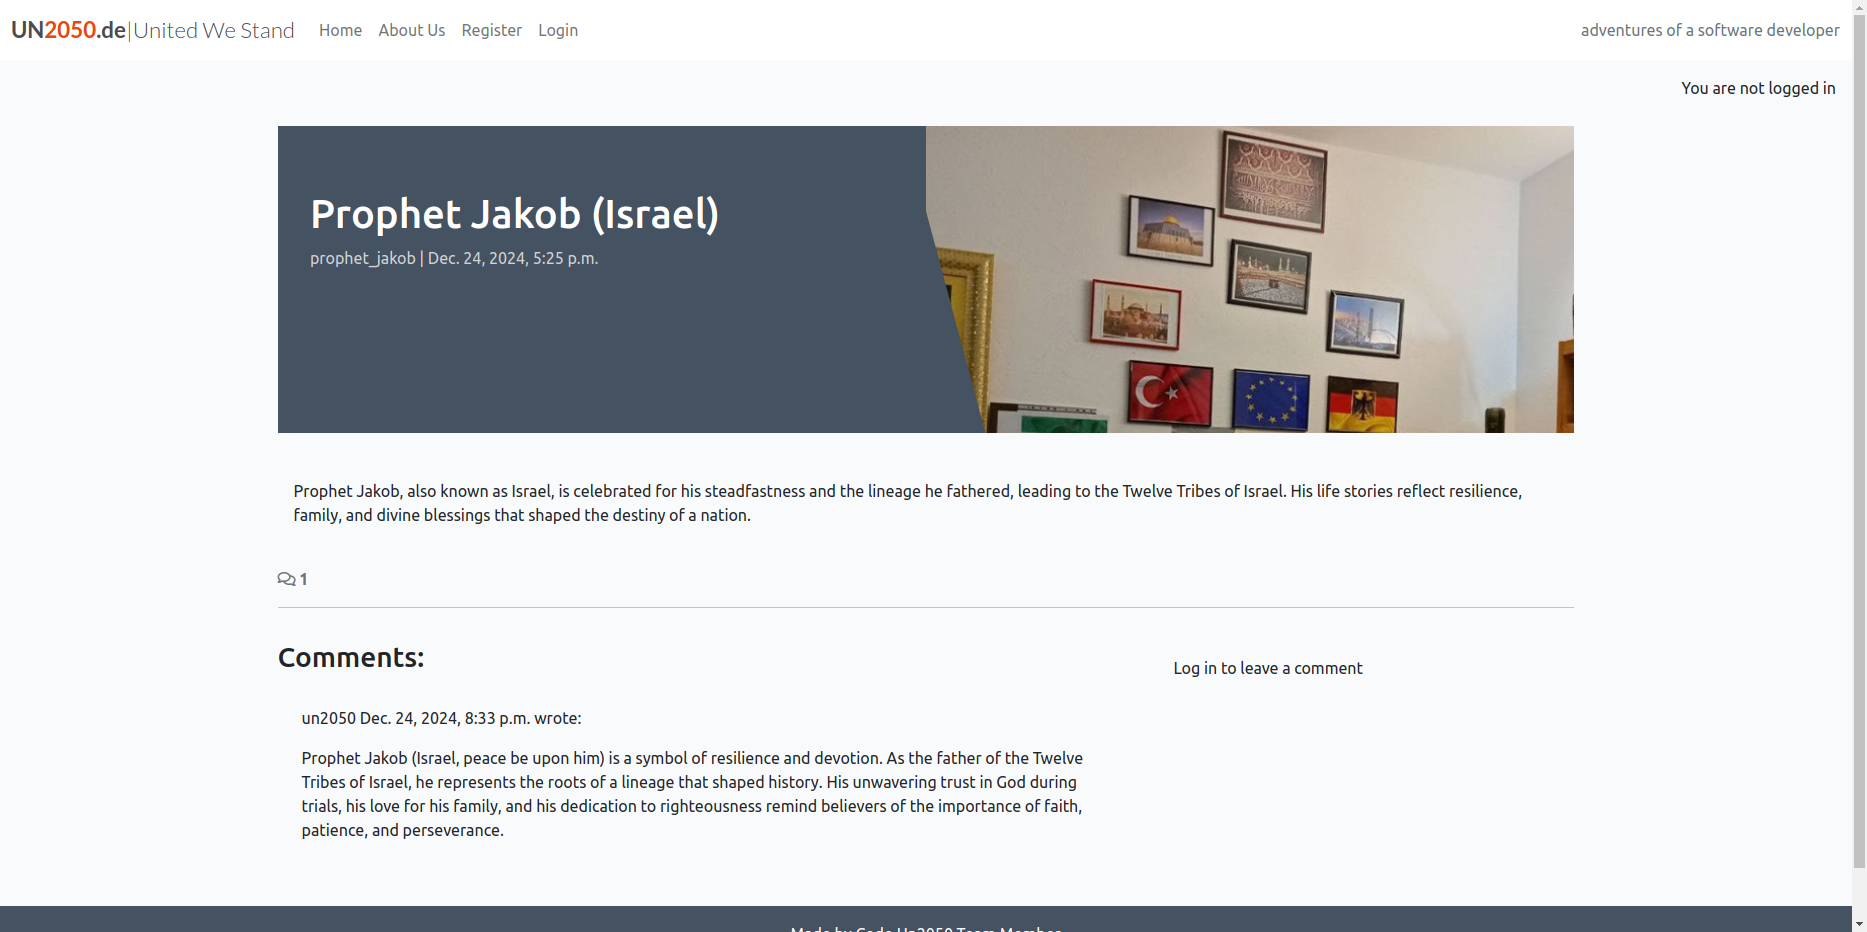 UN2050.de|United We Stand Home About Us Register Login adventures of a software developer
You are not logged in
Prophet Jakob (Israel)
prophet_jakob | Dec. 24, 2024, 5:25 p.m.
Prophet Jakob, also known as Israel, is celebrated for his steadfastness and the lineage he fathered, leading to the Twelve Tribes of Israel. His life stories reflect resilience,
family, and divine blessings that shaped the destiny of a nation.
1
Comments:
Log in to leave a comment
un2050 Dec. 24, 2024, 8:33 p.m. wrote:
Prophet Jakob (Israel, peace be upon him) is a symbol of resilience and devotion. As the father of the Twelve
Tribes of Israel, he represents the roots of a lineage that shaped history. His unwavering trust in God during
trials, his love for his family, and his dedication to righteousness remind believers of the importance of faith,
patience, and perseverance.
Made by Code Un2050 Team Member